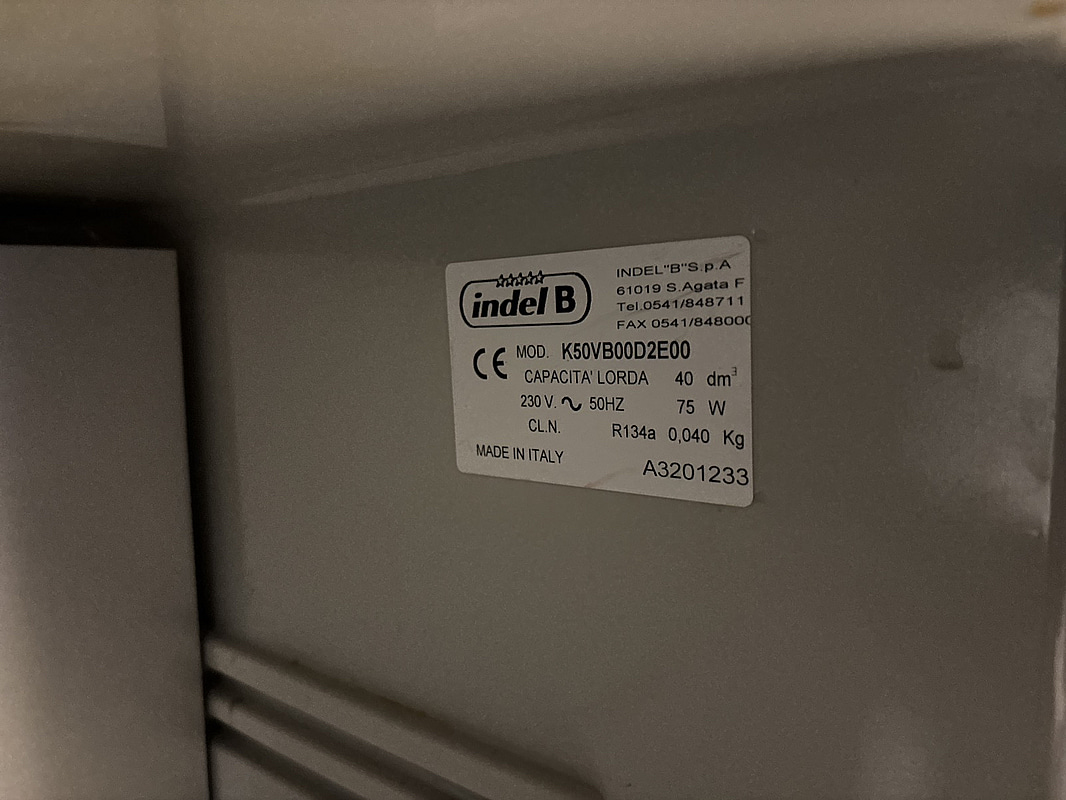 indel B
INDEL"B"S.p.A
61019 S.Agata F
Tel.0541/848711
FAX 0541/848000
CE MOD. K50VB00D2E00
CAPACITA' LORDA 40 dm³
230 V. ∿ 50HZ 75 W
CL.N. R134a 0,040 Kg
MADE IN ITALY A3201233